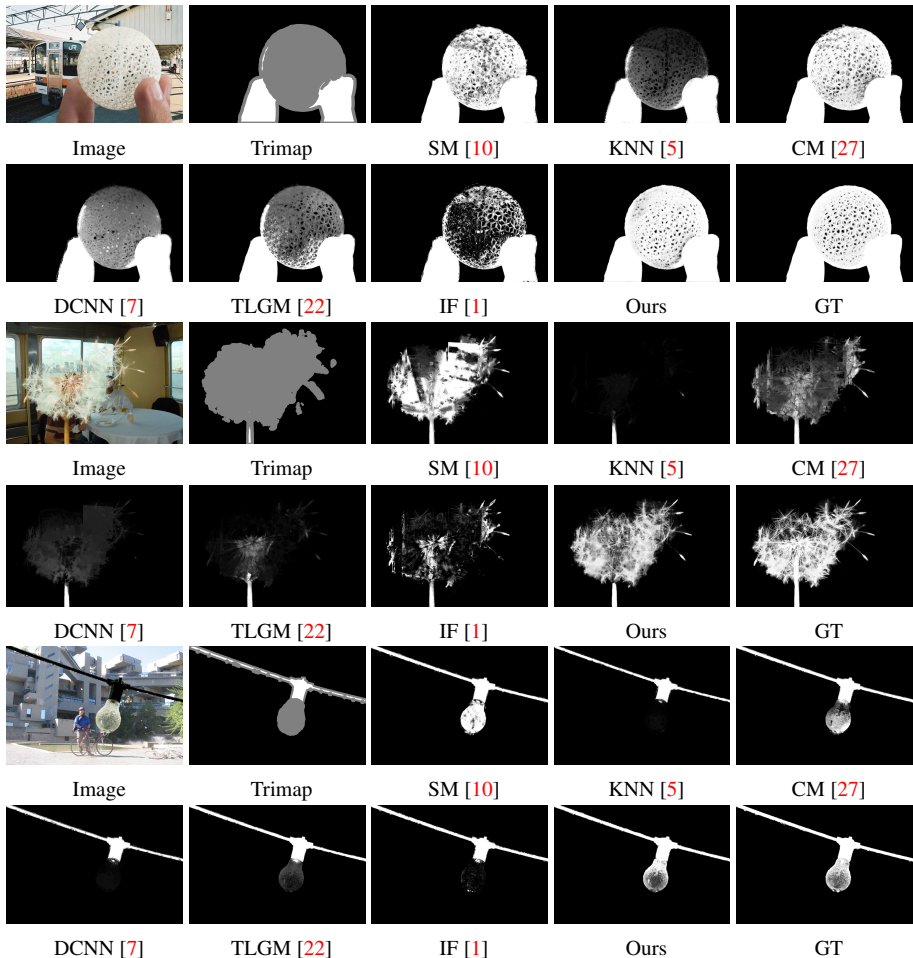 JR
Image Trimap SM [10] KNN [5] CM [27]
DCNN [7] TLGM [22] IF [1] Ours GT
Image Trimap SM [10] KNN [5] CM [27]
DCNN [7] TLGM [22] IF [1] Ours GT
Image Trimap SM [10] KNN [5] CM [27]
DCNN [7] TLGM [22] IF [1] Ours GT